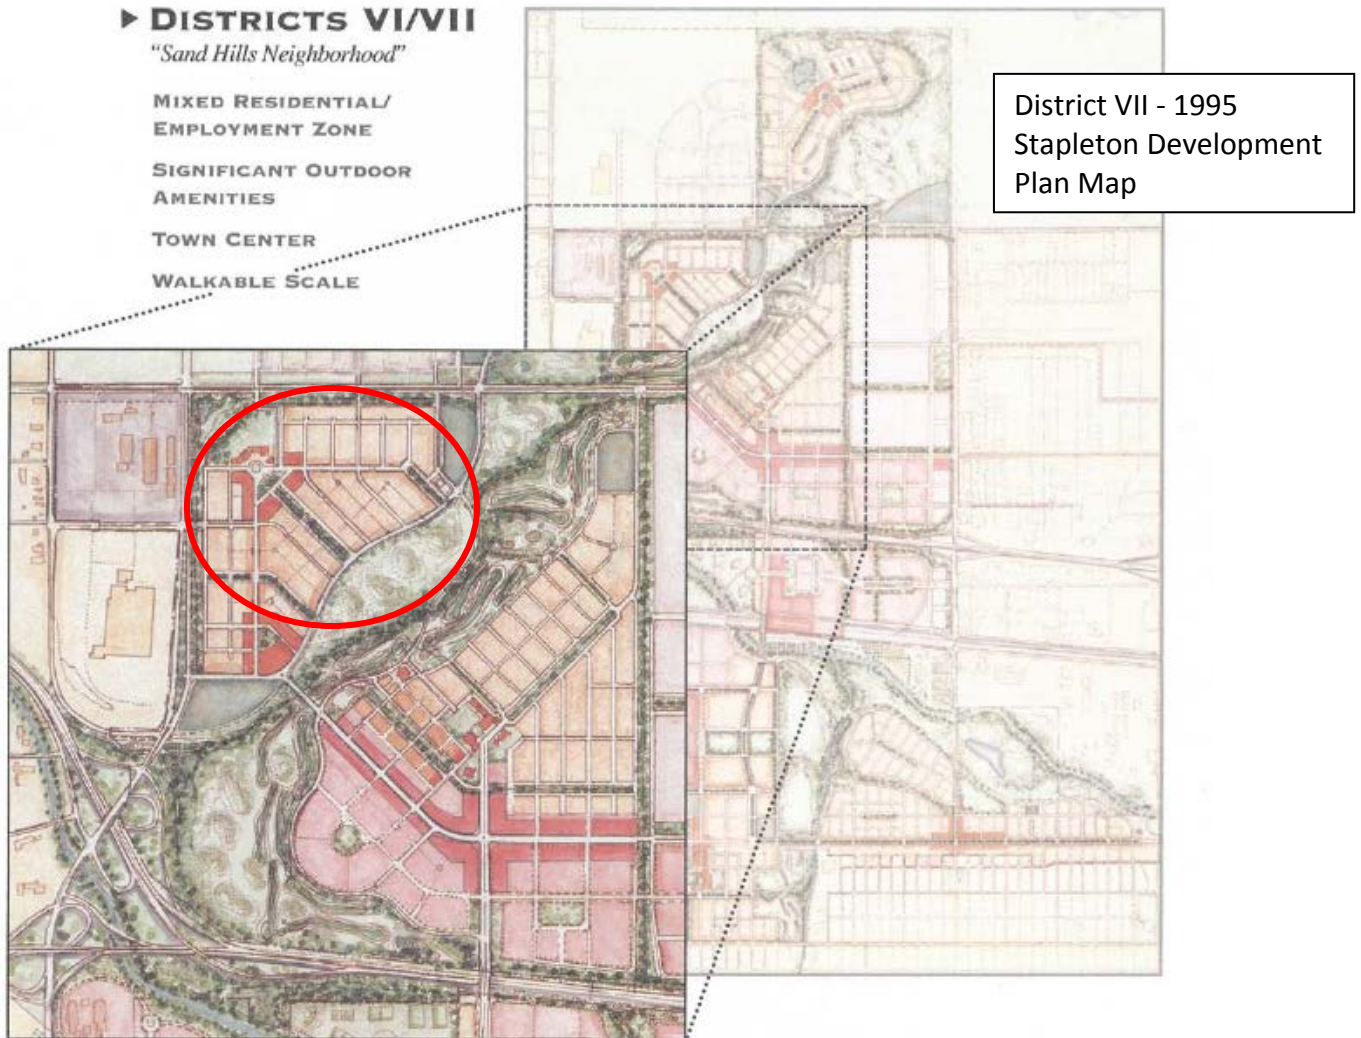 ▶ DISTRICTS VI/VII
"Sand Hills Neighborhood"
MIXED RESIDENTIAL/
EMPLOYMENT ZONE
SIGNIFICANT OUTDOOR
AMENITIES
TOWN CENTER
WALKABLE SCALE
District VII - 1995
Stapleton Development
Plan Map